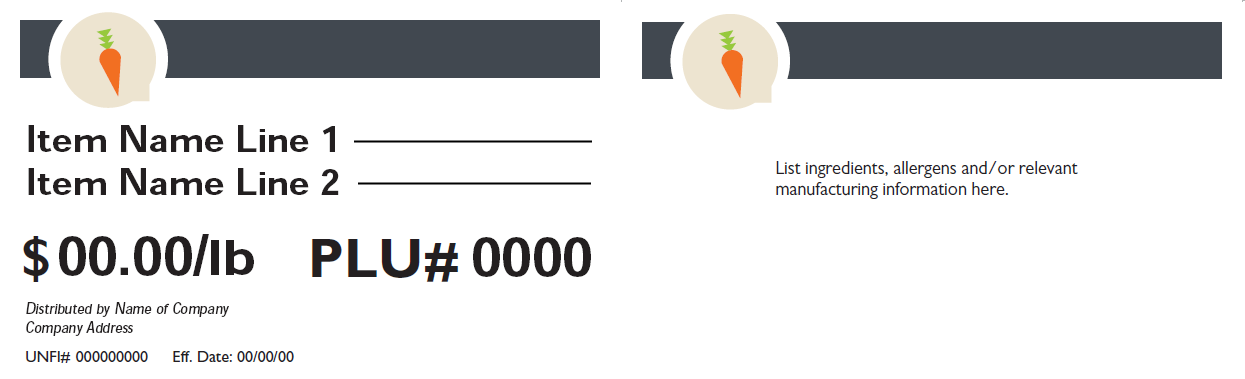 Item Name Line 1
Item Name Line 2
$ 00.00/lb PLU# 0000
Distributed by Name of Company
Company Address
UNFI# 000000000 Eff. Date: 00/00/00
List ingredients, allergens and/or relevant
manufacturing information here.